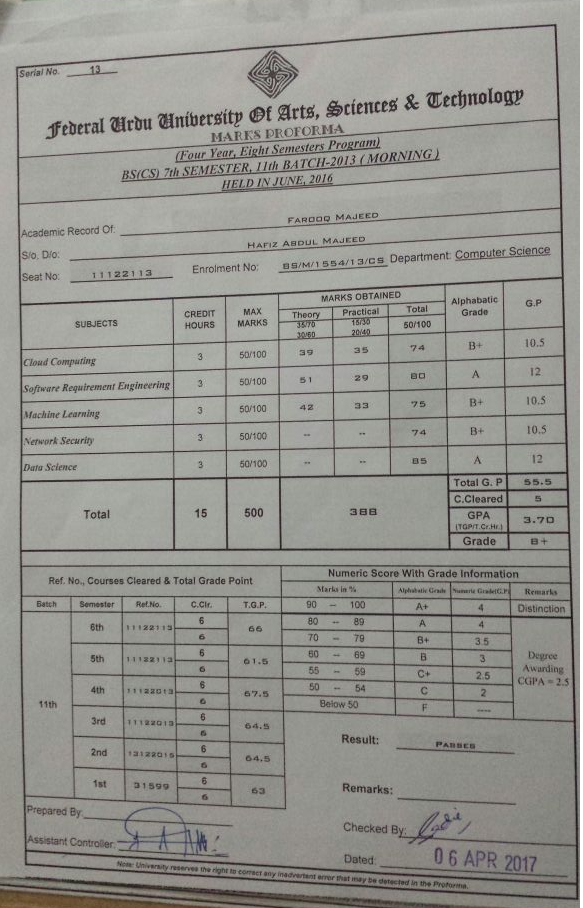 Serial No. 13
Federal Urdu University Of Arts, Sciences & Technology
MARKS PROFORMA
(Four Year, Eight Semesters Program)
BS(CS) 7th SEMESTER, 11th BATCH-2013 ( MORNING )
HELD IN JUNE, 2016
Academic Record Of: FAROOQ MAJEED
S/o, D/o: HAFIZ ABDUL MAJEED
Seat No: 11122113 Enrolment No: BS/M/1554/13/CS Department: Computer Science
SUBJECTS CREDIT HOURS MAX MARKS MARKS OBTAINED Alphabatic Grade G.P
Theory Practical Total
35/70 15/30 50/100
30/60 20/40
Cloud Computing 3 50/100 39 35 74 B+ 10.5
Software Requirement Engineering 3 50/100 51 29 80 A 12
Machine Learning 3 50/100 42 33 75 B+ 10.5
Network Security 3 50/100 -- -- 74 B+ 10.5
Data Science 3 50/100 -- -- 85 A 12
Total 15 500 388 Total G. P 55.5
C.Cleared 5
GPA (TGP/T.Cr.Hr.) 3.70
Grade B+
Ref. No., Courses Cleared & Total Grade Point
Batch Semester Ref.No. C.Clr. T.G.P.
11th
6th 11122113 6 6 66
5th 11122113 6 6 61.5
4th 11122013 6 6 67.5
3rd 11122013 6 6 64.5
2nd 13122015 6 6 64.5
1st 31599 6 6 63
Numeric Score With Grade Information
Marks in % Alphabatic Grade Numeric Grade(G.P) Remarks
90 -- 100 A+ 4 Distinction
80 -- 89 A 4
70 -- 79 B+ 3.5
60 -- 69 B 3
55 -- 59 C+ 2.5
50 -- 54 C 2
Below 50 F ----
Degree Awarding CGPA = 2.5
Result: PASSES
Remarks:
Prepared By:
Assistant Controller:
Checked By:
Dated: 06 APR 2017
Note: University reserves the right to correct any inadvertent error that may be detected in the Proforma.